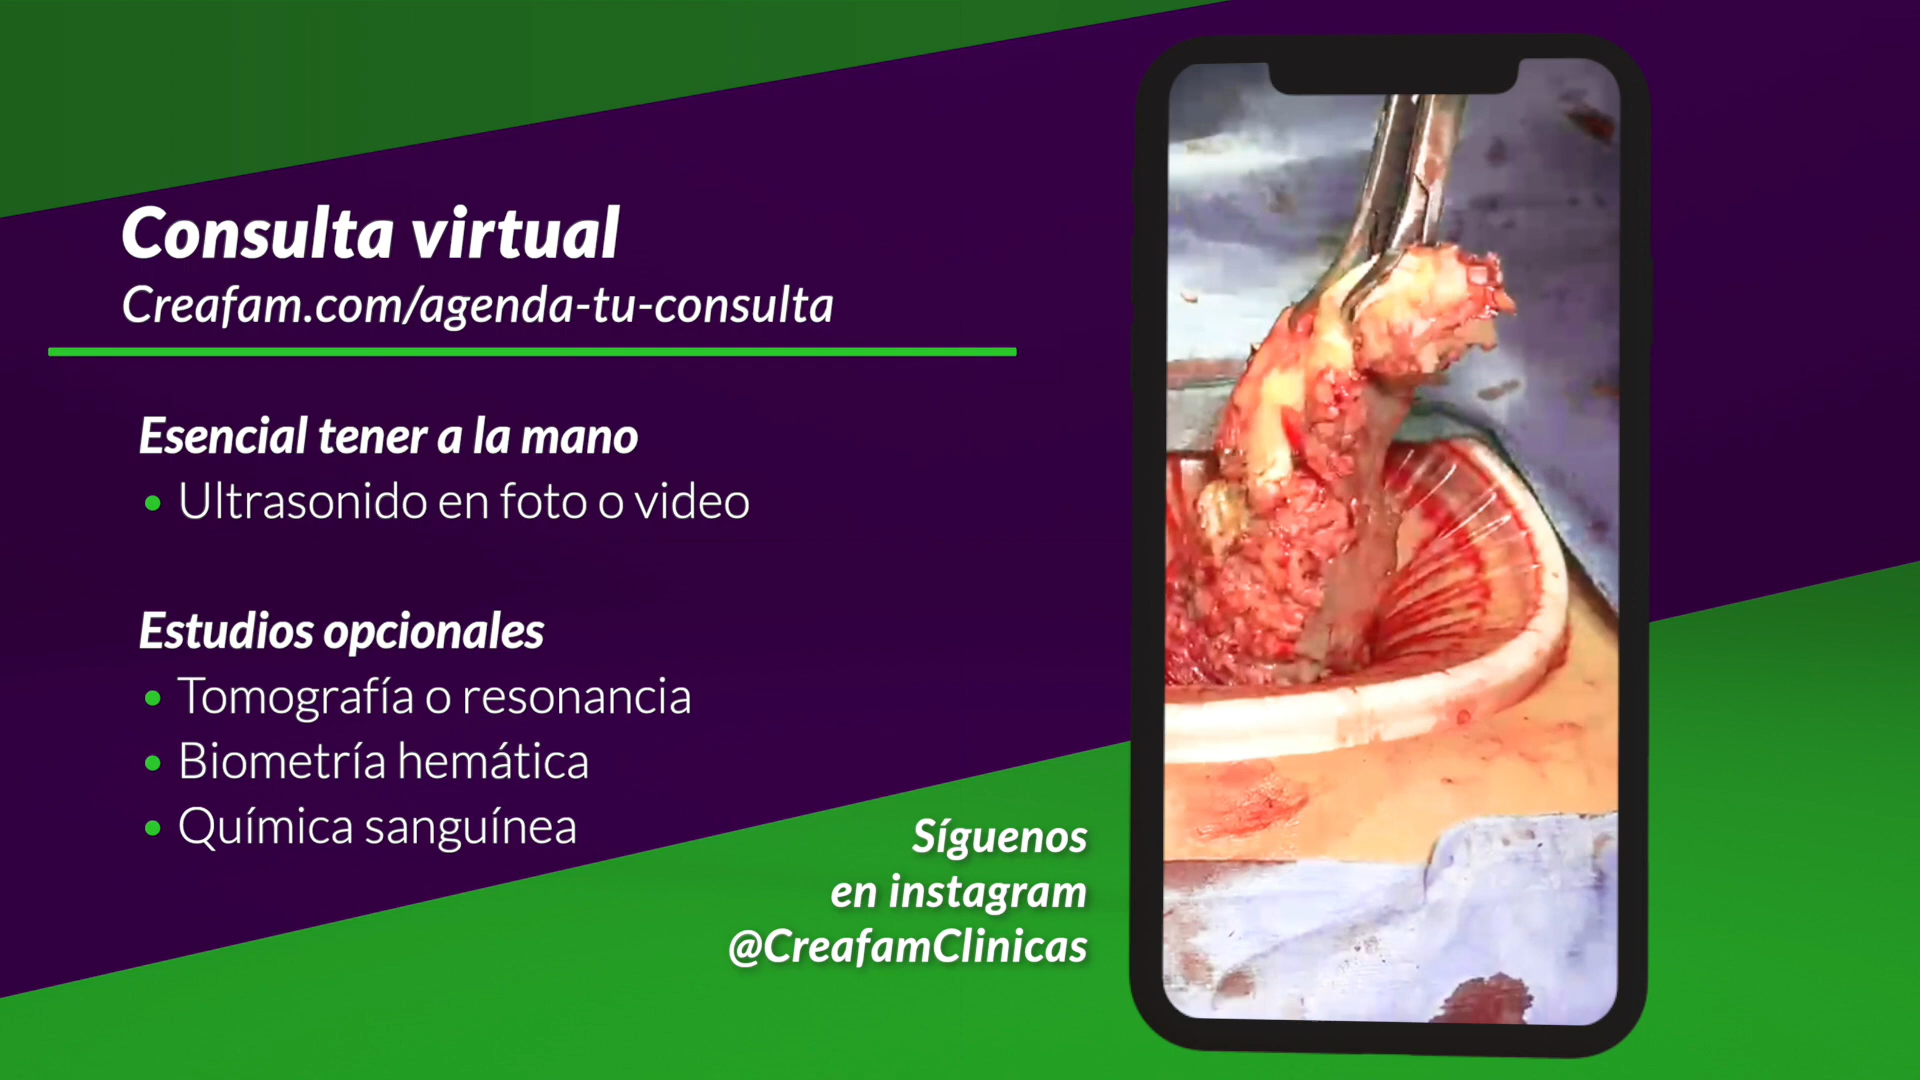 Consulta virtual
Creafam.com/agenda-tu-consulta
Esencial tener a la mano
• Ultrasonido en foto o video
Estudios opcionales
• Tomografía o resonancia
• Biometría hemática
• Química sanguínea
Síguenos
en instagram
@CreafamClinicas